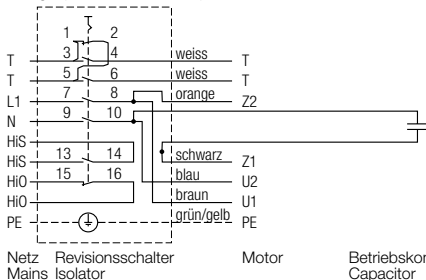 1 2
T 3 4 weiss T
T 5 6 weiss T
L1 7 8 orange Z2
N 9 10
HiS
HiS 13 14 schwarz Z1
HiO 15 16 blau U2
HiO braun U1
PE grün/gelb PE
Netz Revisionsschalter Motor
Mains Isolator Capacitor